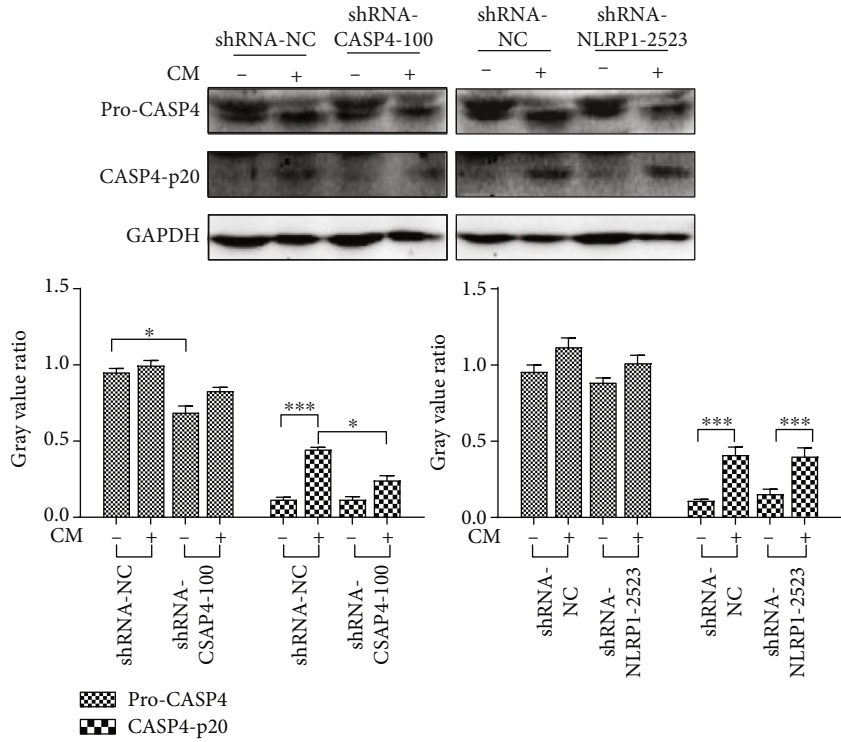 shRNA-NC
shRNA-
CASP4-100
shRNA-
NC
shRNA-
NLRP1-2523
CM – + – + – + – +
Pro-CASP4
CASP4-p20
GAPDH
1.5
1.0
0.5
0.0
Gray value ratio
*
***
*
CM – + – + – + – +
shRNA-NC
shRNA-
CSAP4-100
shRNA-NC
shRNA-
CSAP4-100
1.5
1.0
0.5
0.0
Gray value ratio
***
***
CM – + – + – + – +
shRNA-
NC
shRNA-
NLRP1-2523
shRNA-
NC
shRNA-
NLRP1-2523
Pro-CASP4
CASP4-p20